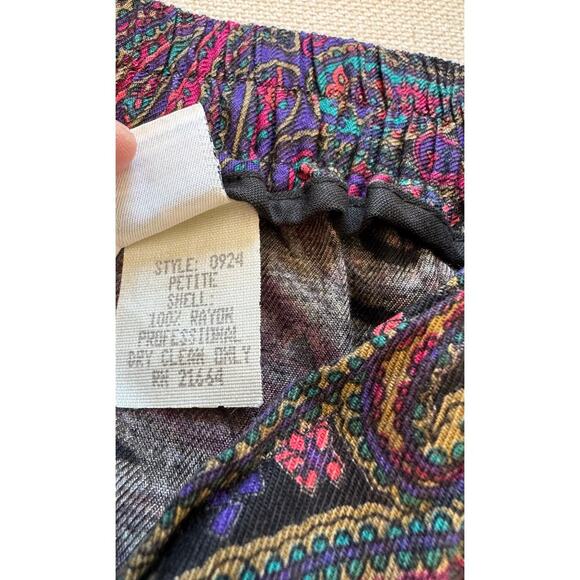 STYLE: 0924
PETITE
SHELL:
100% RAYON
PROFESSIONAL
DRY CLEAN ONLY
RN 21664